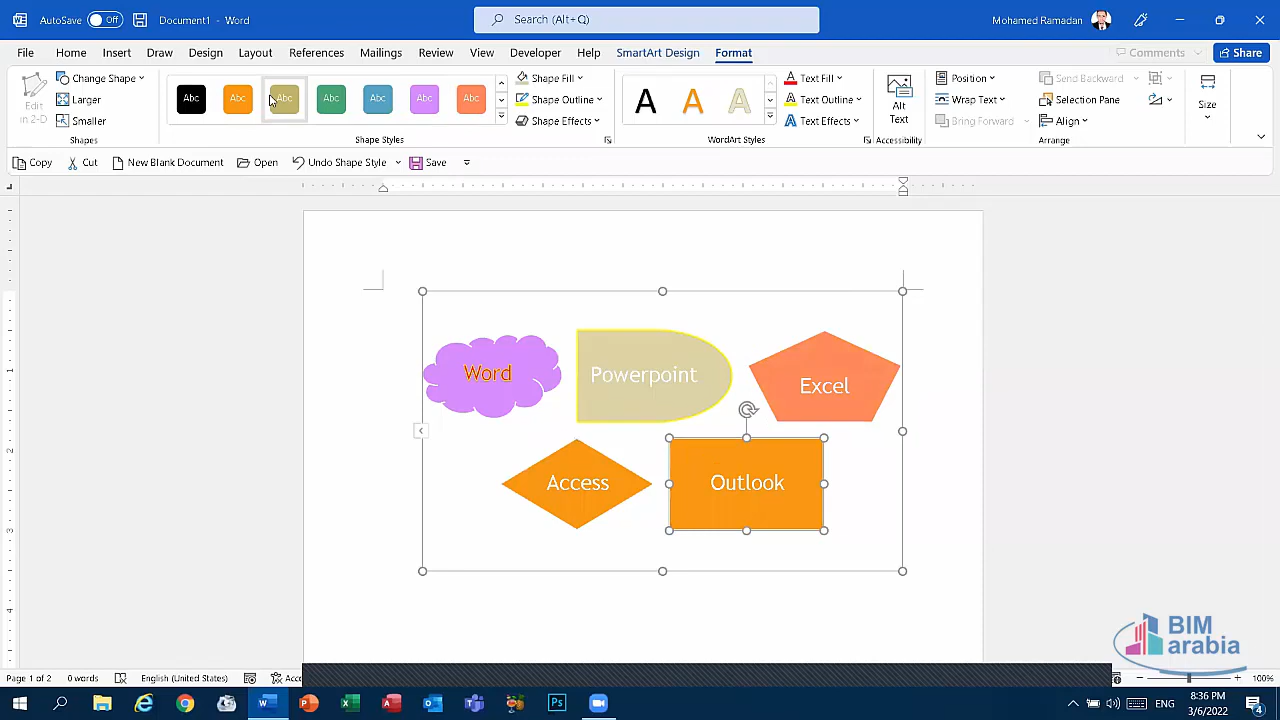 AutoSave Off Document1 - Word Search (Alt+Q) Mohamed Ramadan
File Home Insert Draw Design Layout References Mailings Review View Developer Help SmartArt Design Format Comments Share
Edit in 2-D
Change Shape
Larger
Smaller
Shapes
Abc Abc Abc Abc Abc Abc Abc
Shape Fill
Shape Outline
Shape Effects
Shape Styles
A A A
Text Fill
Text Outline
Text Effects
WordArt Styles
Alt Text
Accessibility
Position
Wrap Text
Bring Forward
Send Backward
Selection Pane
Align
Arrange
Size
Copy Cut New Blank Document Open Undo Shape Style Save
Word Powerpoint Excel
Access Outlook
BIM
arabia
Page 1 of 2 0 words English (United States) Acce 100%
ENG 8:36 PM
3/6/2022